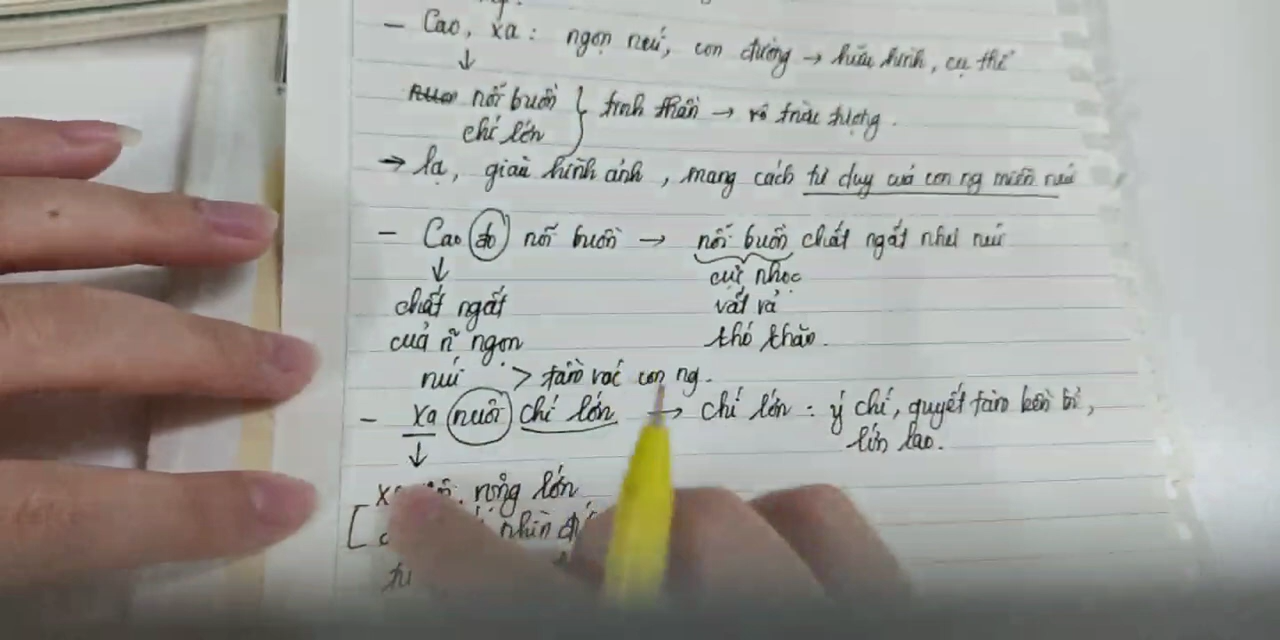 - Cao, xa: ngọn núi, con đường → hữu hình, cụ thể
↓
nỗi buồn } tinh thần → vô trừu tượng.
chí lớn
→ lạ, giàu hình ảnh, mang cách tư duy của con ng miền núi
- Cao đo nỗi buồn → nỗi buồn chất ngất như núi
↓ cực nhọc
chất ngất vất vả
của n~ ngọn thô tháo.
núi > tầm vóc con ng.
- xa nuôi chí lớn → chí lớn: ý chí, quyết tâm bền bỉ,
↓ lớn lao.
rộng lớn
nhìn